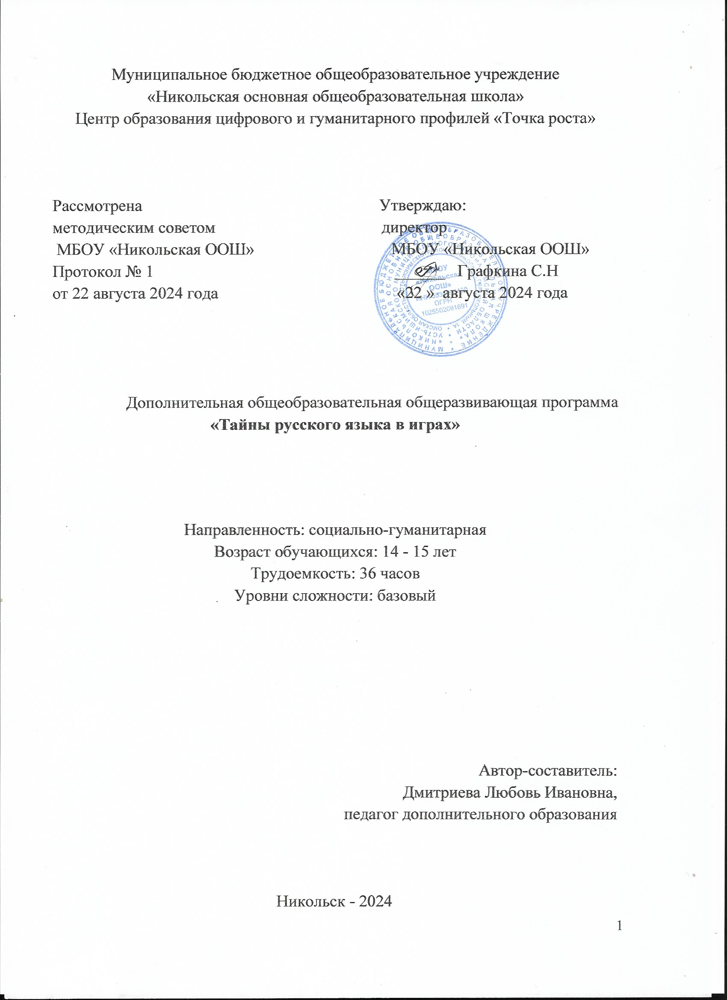 Муниципальное бюджетное общеобразовательное учреждение
«Никольская основная общеобразовательная школа»
Центр образования цифрового и гуманитарного профилей «Точка роста»
Рассмотрена
методическим советом
МБОУ «Никольская ООШ»
Протокол № 1
от 22 августа 2024 года
Утверждаю:
директор
МБОУ «Никольская ООШ»
Графкина С.Н
«22 » августа 2024 года
МБОУ
«Никольская
ООШ»
ОГРН
1025502091691
Дополнительная общеобразовательная общеразвивающая программа
«Тайны русского языка в играх»
Направленность: социально-гуманитарная
Возраст обучающихся: 14 - 15 лет
Трудоемкость: 36 часов
Уровни сложности: базовый
Автор-составитель:
Дмитриева Любовь Ивановна,
педагог дополнительного образования
Никольск - 2024
1